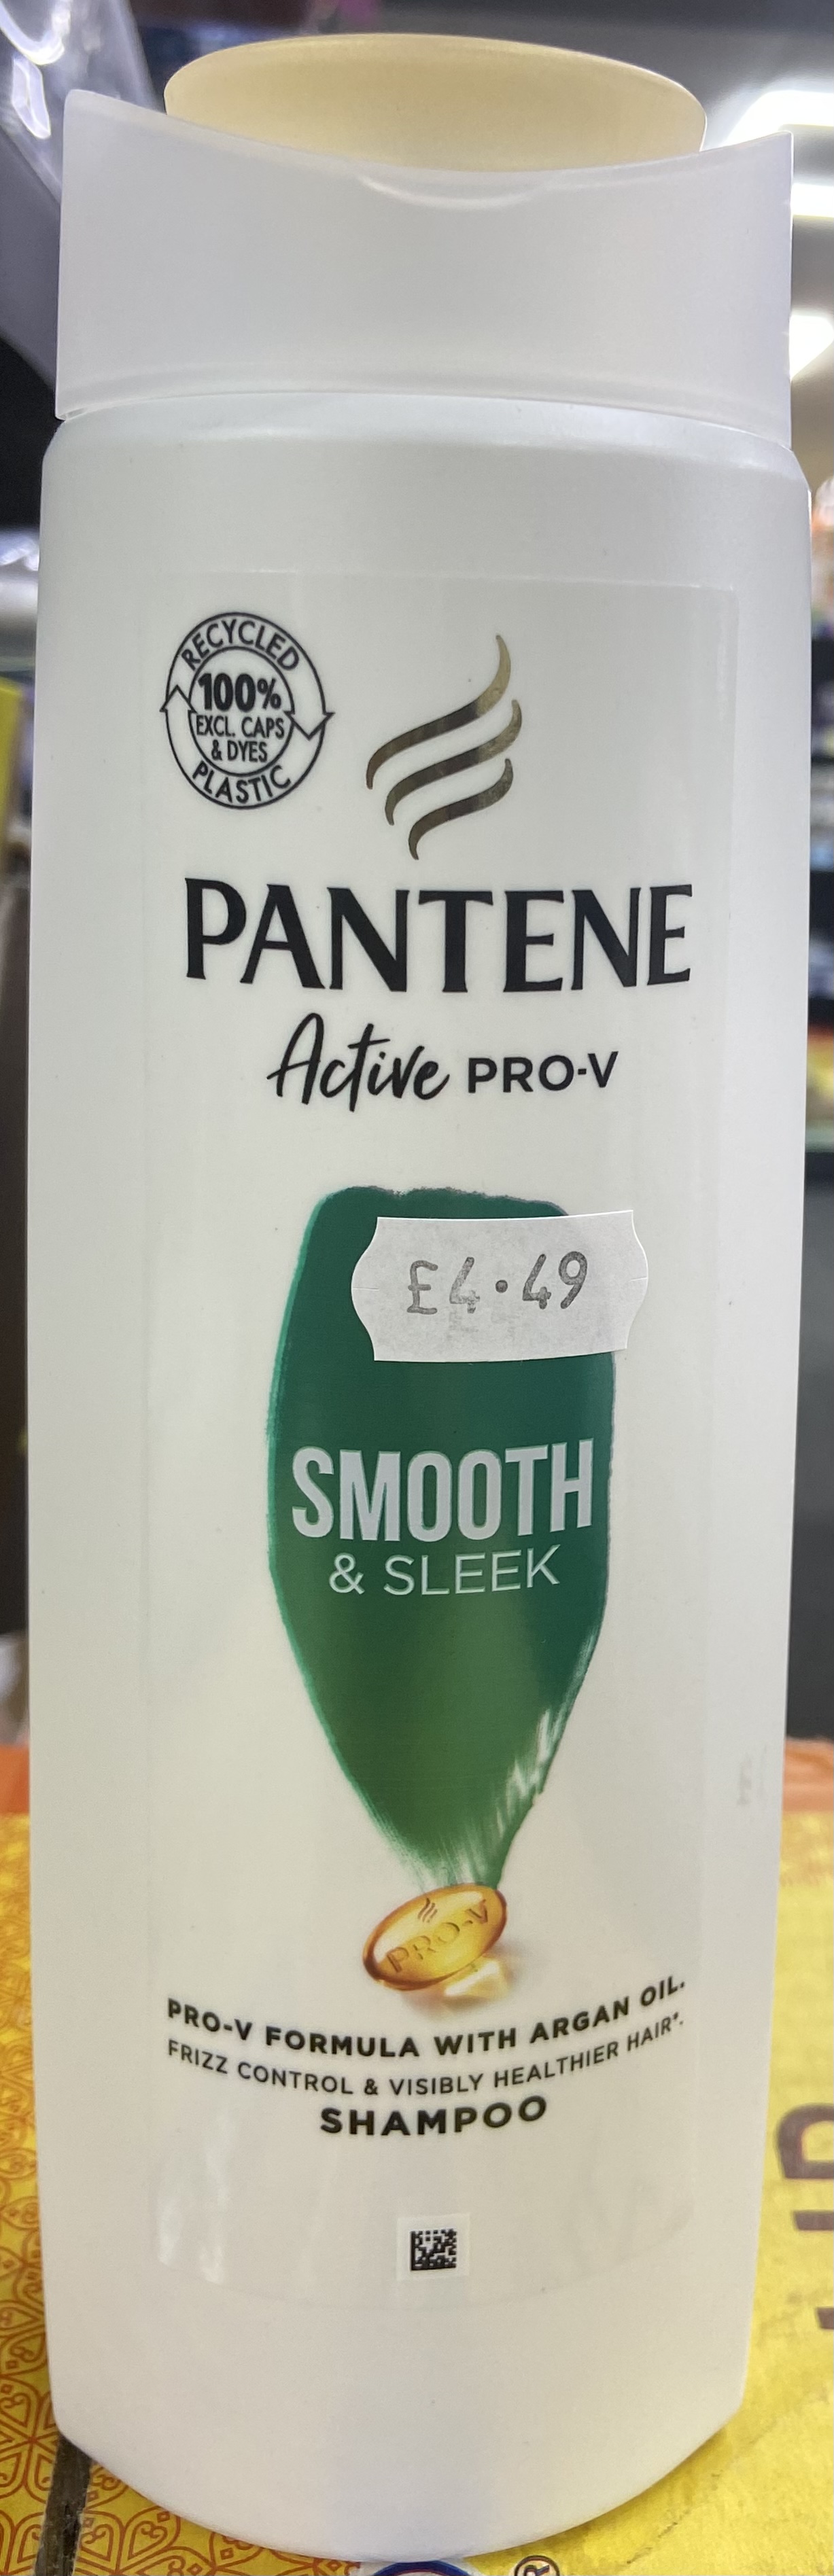 RECYCLED
100%
EXCL. CAPS
& DYES
PLASTIC
PANTENE
Active PRO-V
£4.49
SMOOTH
& SLEEK
PRO-V
PRO-V FORMULA WITH ARGAN OIL.
FRIZZ CONTROL & VISIBLY HEALTHIER HAIR*.
SHAMPOO
®